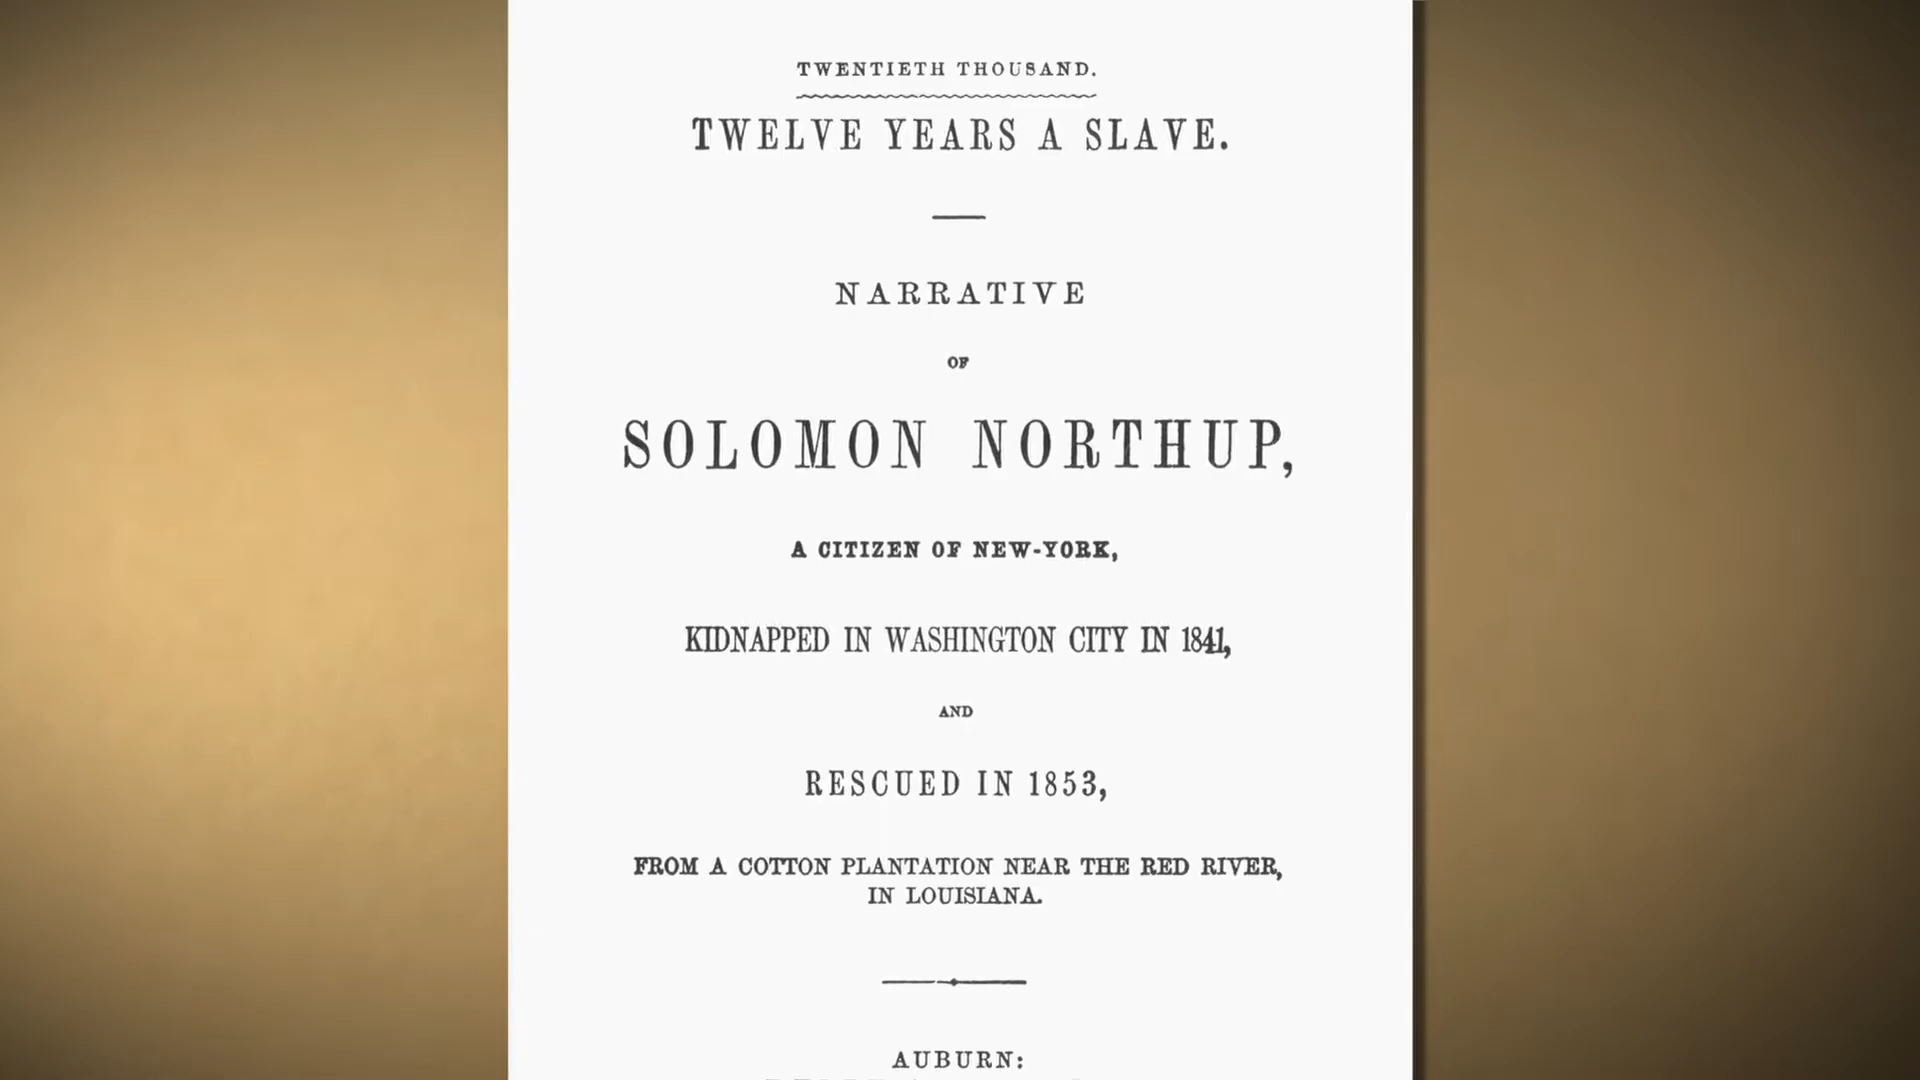 TWENTIETH THOUSAND.
TWELVE YEARS A SLAVE.
NARRATIVE
OF
SOLOMON NORTHUP,
A CITIZEN OF NEW-YORK,
KIDNAPPED IN WASHINGTON CITY IN 1841,
AND
RESCUED IN 1853,
FROM A COTTON PLANTATION NEAR THE RED RIVER,
IN LOUISIANA.
AUBURN: